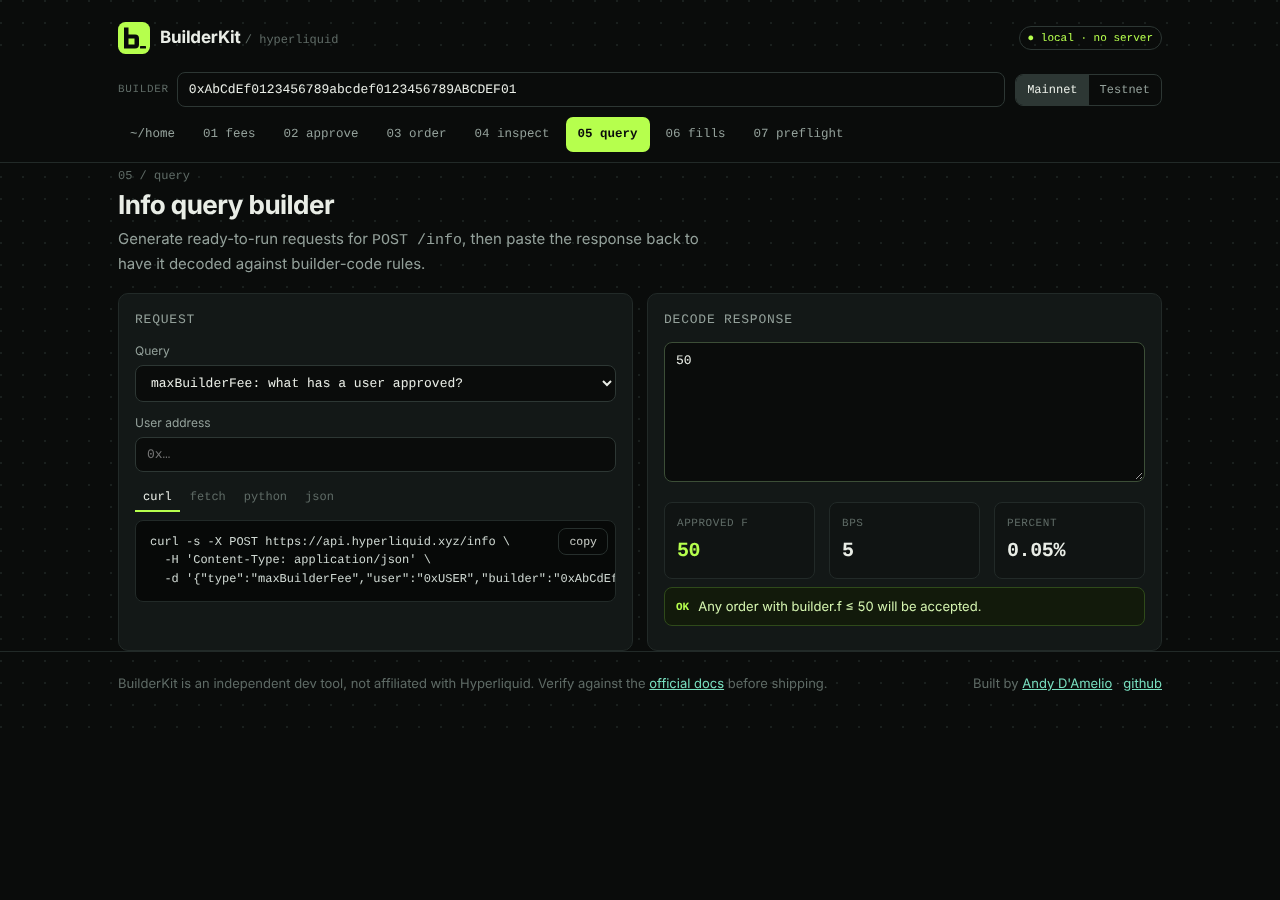 b_ BuilderKit / hyperliquid
● local · no server
BUILDER 0xAbCdEf0123456789abcdef0123456789ABCDEF01 Mainnet Testnet
~/home 01 fees 02 approve 03 order 04 inspect 05 query 06 fills 07 preflight
05 / query
Info query builder
Generate ready-to-run requests for POST /info, then paste the response back to
have it decoded against builder-code rules.
REQUEST
Query
maxBuilderFee: what has a user approved?
User address
0x…
curl fetch python json
curl -s -X POST https://api.hyperliquid.xyz/info \
copy
-H 'Content-Type: application/json' \
-d '{"type":"maxBuilderFee","user":"0xUSER","builder":"0xAbCdEf
DECODE RESPONSE
50
APPROVED F
50
BPS
5
PERCENT
0.05%
OK Any order with builder.f ≤ 50 will be accepted.
BuilderKit is an independent dev tool, not affiliated with Hyperliquid. Verify against the official docs before shipping.
Built by Andy D'Amelio · github